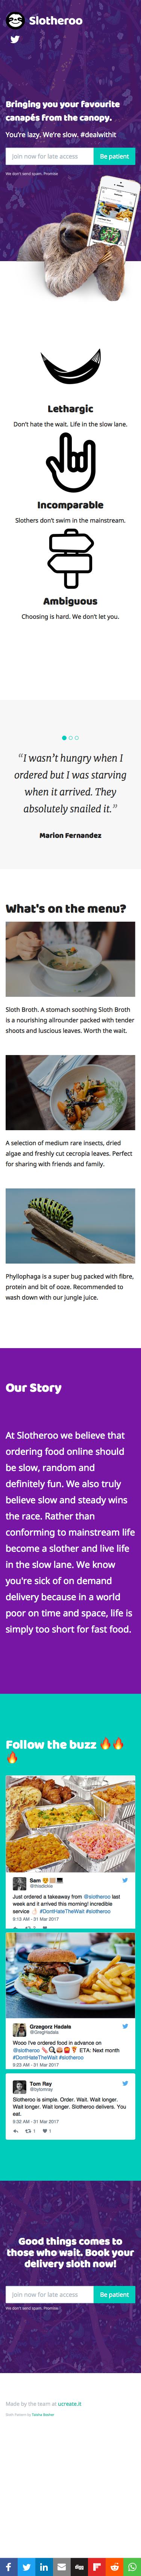 Slotheroo
Bringing you your favourite
canapés from the canopy.
You're lazy. We're slow. #dealwithit
Join now for late access
Be patient
We don't send spam. Promise
Lethargic
Don't hate the wait. Life in the slow lane.
Incomparable
Slothers don't swim in the mainstream.
Ambiguous
Choosing is hard. We don't let you.
“I wasn't hungry when I
ordered but I was starving
when it arrived. They
absolutely snailed it.”
Marion Fernandez
What's on the menu?
Sloth Broth. A stomach soothing Sloth Broth
is a nourishing allrounder packed with tender
shoots and luscious leaves. Worth the wait.
A selection of medium rare insects, dried
algae and freshly cut cecropia leaves. Perfect
for sharing with friends and family.
Phyllophaga is a super bug packed with fibre,
protein and bit of ooze. Recommended to
wash down with our jungle juice.
Our Story
At Slotheroo we believe that
ordering food online should
be slow, random and
definitely fun. We also truly
believe slow and steady wins
the race. Rather than
conforming to mainstream life
become a slother and live life
in the slow lane. We know
you're sick of on demand
delivery because in a world
poor on time and space, life is
simply too short for fast food.
Follow the buzz 🔥🔥
🔥
Sam
Just ordered a takeaway from @slotheroo last
week and it arrived this morning! incredible
service 👌🏻 #DontHateTheWait #slotheroo
9:15 AM - 31 Mar 2017
Grzegorz Hadala
@GregHadala
Wooo I've ordered food in advance on
@slotheroo ETA: Next month
#DontHateTheWait #slotheroo
9:23 AM - 31 Mar 2017
Tom Ray
Slotheroo is simple. Order. Wait. Wait longer.
Wait longer. Wait longer. Slotheroo delivers. You
eat.
9:32 AM - 31 Mar 2017
1 1
Good things comes to
those who wait. Book your
delivery sloth now!
Join now for late access
Be patient
We don't send spam. Promise
Made by the team at ucreate.it